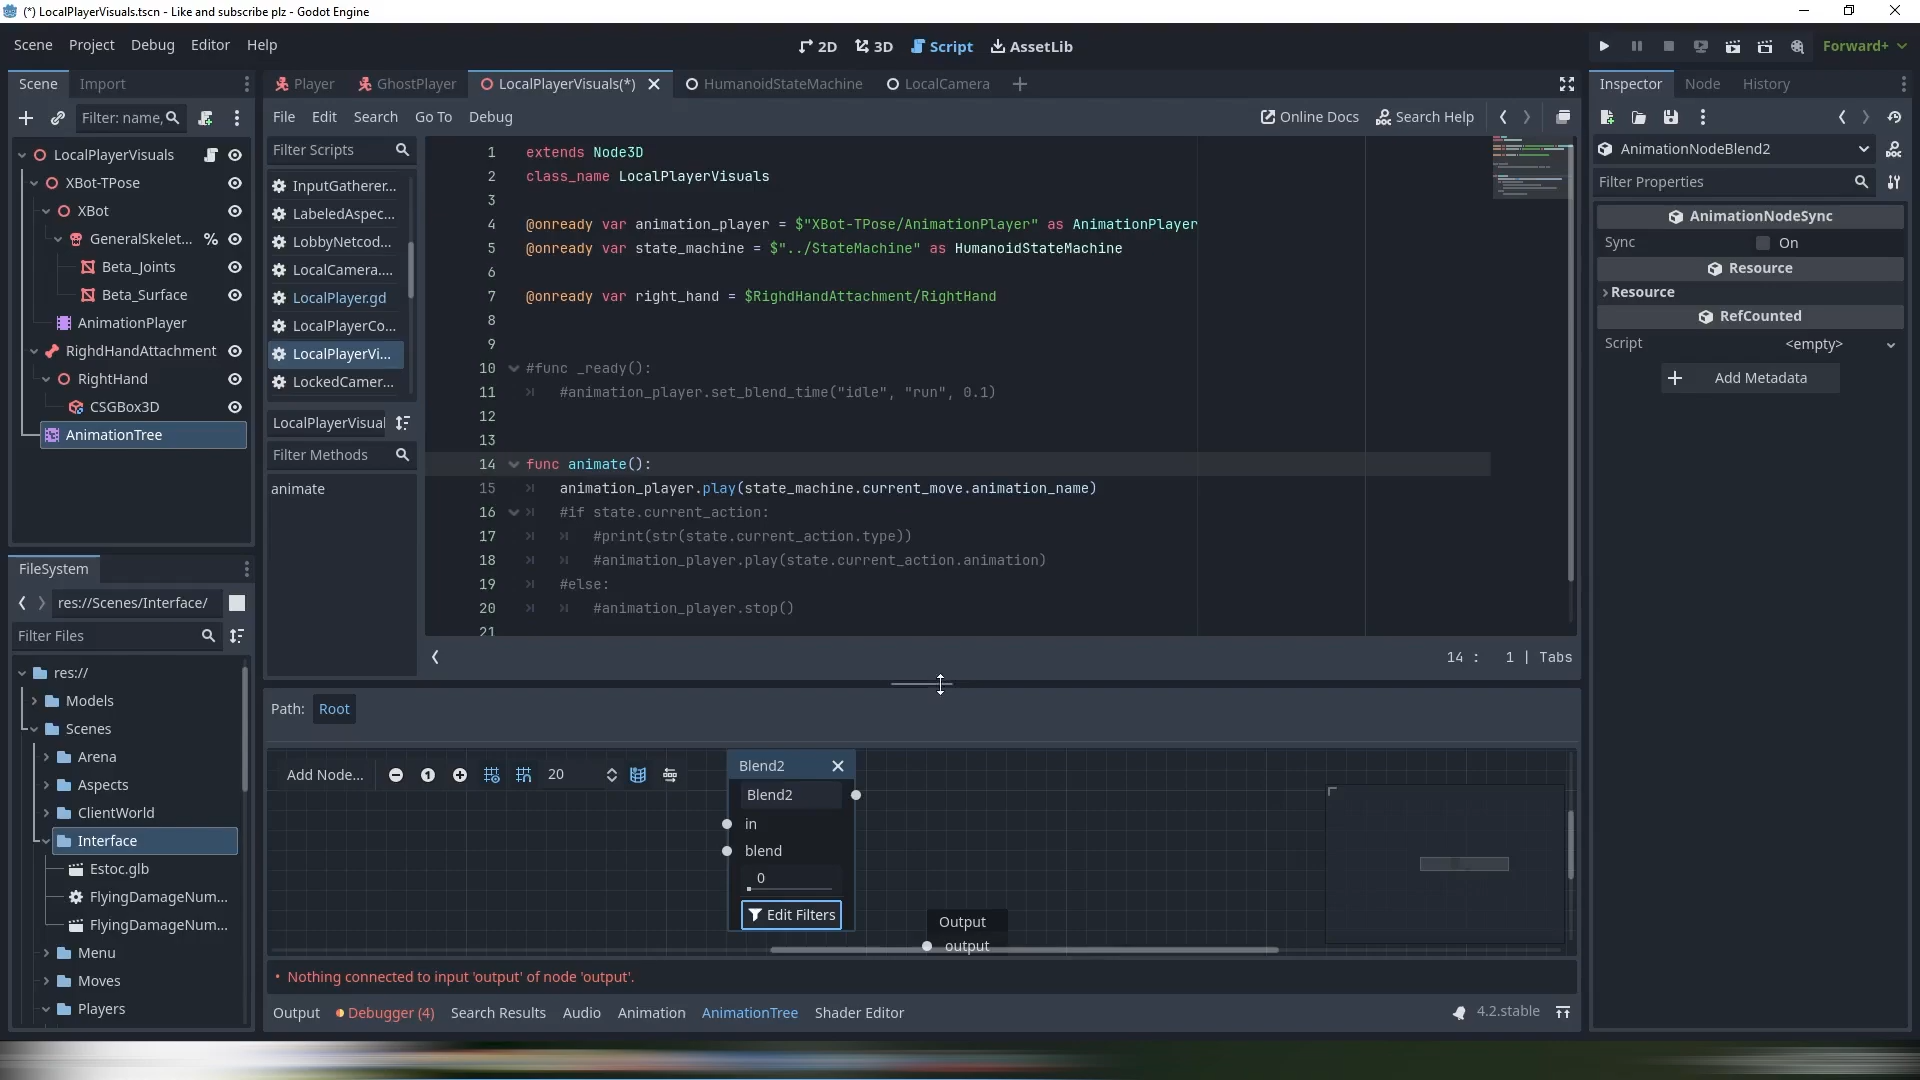 (*) LocalPlayerVisuals.tscn - Like and subscribe plz - Godot Engine
Scene Project Debug Editor Help
2D 3D Script AssetLib
Forward+
Scene Import
Player GhostPlayer LocalPlayerVisuals(*) HumanoidStateMachine LocalCamera
Inspector Node History
Filter: name,
File Edit Search Go To Debug
Online Docs Search Help
AnimationNodeBlend2
Filter Properties
AnimationNodeSync
Sync On
Resource
Resource
RefCounted
Script <empty>
Add Metadata
LocalPlayerVisuals
XBot-TPose
XBot
GeneralSkelet... %
Beta_Joints
Beta_Surface
AnimationPlayer
RighdHandAttachment
RightHand
CSGBox3D
AnimationTree
Filter Scripts
InputGatherer...
LabeledAspec...
LobbyNetcod...
LocalCamera....
LocalPlayer.gd
LocalPlayerCo...
LocalPlayerVi...
LockedCamer...
LocalPlayerVisual
Filter Methods
animate
1 extends Node3D
2 class_name LocalPlayerVisuals
3
4 @onready var animation_player = $"XBot-TPose/AnimationPlayer" as AnimationPlayer
5 @onready var state_machine = $"../StateMachine" as HumanoidStateMachine
6
7 @onready var right_hand = $RighdHandAttachment/RightHand
8
9
10 #func _ready():
11 #animation_player.set_blend_time("idle", "run", 0.1)
12
13
14 func animate():
15 animation_player.play(state_machine.current_move.animation_name)
16 #if state.current_action:
17 #print(str(state.current_action.type))
18 #animation_player.play(state.current_action.animation)
19 #else:
20 #animation_player.stop()
21
14 : 1 | Tabs
FileSystem
res://Scenes/Interface/
Filter Files
res://
Models
Scenes
Arena
Aspects
ClientWorld
Interface
Estoc.glb
FlyingDamageNum...
FlyingDamageNum...
Menu
Moves
Players
Path: Root
Add Node... 1 20
Blend2
Blend2
in
blend
0
Edit Filters
Output
output
• Nothing connected to input 'output' of node 'output'.
Output Debugger (4) Search Results Audio Animation AnimationTree Shader Editor
4.2.stable